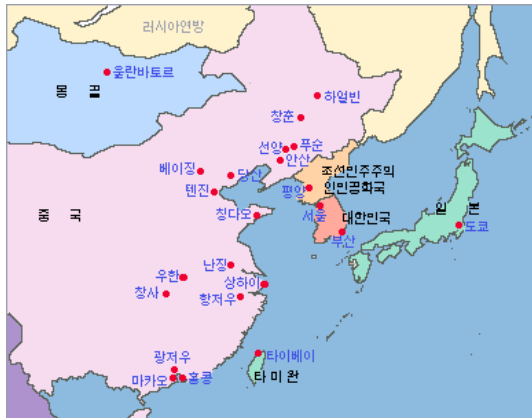 러시아연방
울란바토르
몽 골
하얼빈
창춘
선양
푸순
안산
베이징
당산
텐진
조선민주주의
인민공화국
평양
서울
대한민국
부산
일 본
도쿄
중 국
칭다오
난징
우한
상하이
창사
항저우
타이베이
타 미 완
광저우
마카오
홍콩